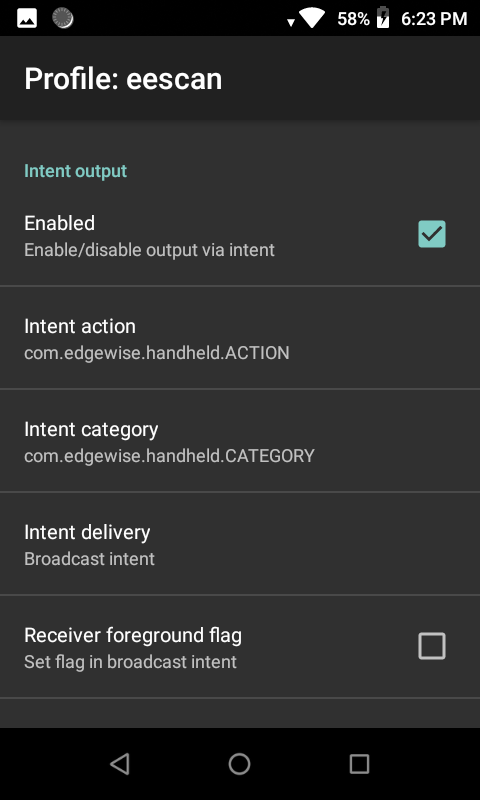 58% 6:23 PM
Profile: eescan
Intent output
Enabled
Enable/disable output via intent
Intent action
com.edgewise.handheld.ACTION
Intent category
com.edgewise.handheld.CATEGORY
Intent delivery
Broadcast intent
Receiver foreground flag
Set flag in broadcast intent